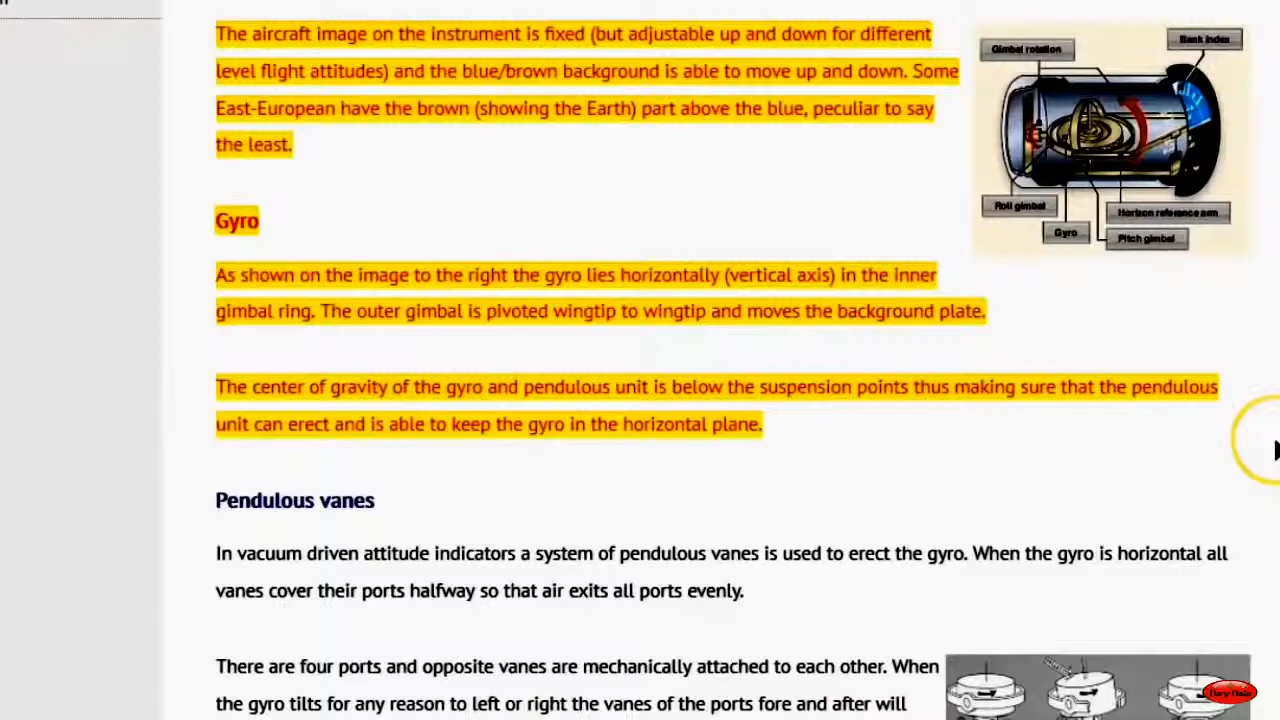 The aircraft image on the instrument is fixed (but adjustable up and down for different
level flight attitudes) and the blue/brown background is able to move up and down. Some
East-European have the brown (showing the Earth) part above the blue, peculiar to say
the least.
Gimbal rotation
Bank index
Roll gimbal
Horizon reference arm
Gyro
Pitch gimbal
Gyro
As shown on the image to the right the gyro lies horizontally (vertical axis) in the inner
gimbal ring. The outer gimbal is pivoted wingtip to wingtip and moves the background plate.
The center of gravity of the gyro and pendulous unit is below the suspension points thus making sure that the pendulous
unit can erect and is able to keep the gyro in the horizontal plane.
Pendulous vanes
In vacuum driven attitude indicators a system of pendulous vanes is used to erect the gyro. When the gyro is horizontal all
vanes cover their ports halfway so that air exits all ports evenly.
There are four ports and opposite vanes are mechanically attached to each other. When
the gyro tilts for any reason to left or right the vanes of the ports fore and after will